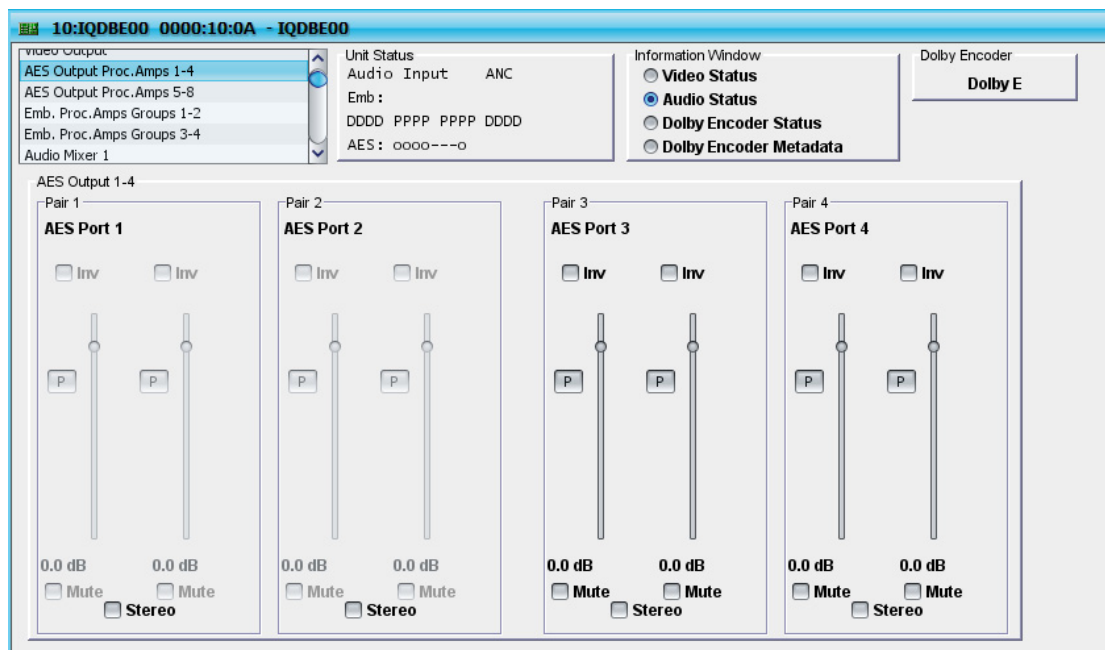 10:IQDBE00 0000:10:0A - IQDBE00
Video Output
AES Output Proc.Amps 1-4
AES Output Proc.Amps 5-8
Emb. Proc.Amps Groups 1-2
Emb. Proc.Amps Groups 3-4
Audio Mixer 1
Unit Status
Audio Input ANC
Emb:
DDDD PPPP PPPP DDDD
AES: oooo---o
Information Window
Video Status
Audio Status
Dolby Encoder Status
Dolby Encoder Metadata
Dolby Encoder
Dolby E
AES Output 1-4
Pair 1 Pair 2 Pair 3 Pair 4
AES Port 1 AES Port 2 AES Port 3 AES Port 4
Inv Inv Inv Inv Inv Inv Inv Inv
P P P P P P P P
0.0 dB 0.0 dB 0.0 dB 0.0 dB 0.0 dB 0.0 dB 0.0 dB 0.0 dB
Mute Mute Mute Mute Mute Mute Mute Mute
Stereo Stereo Stereo Stereo